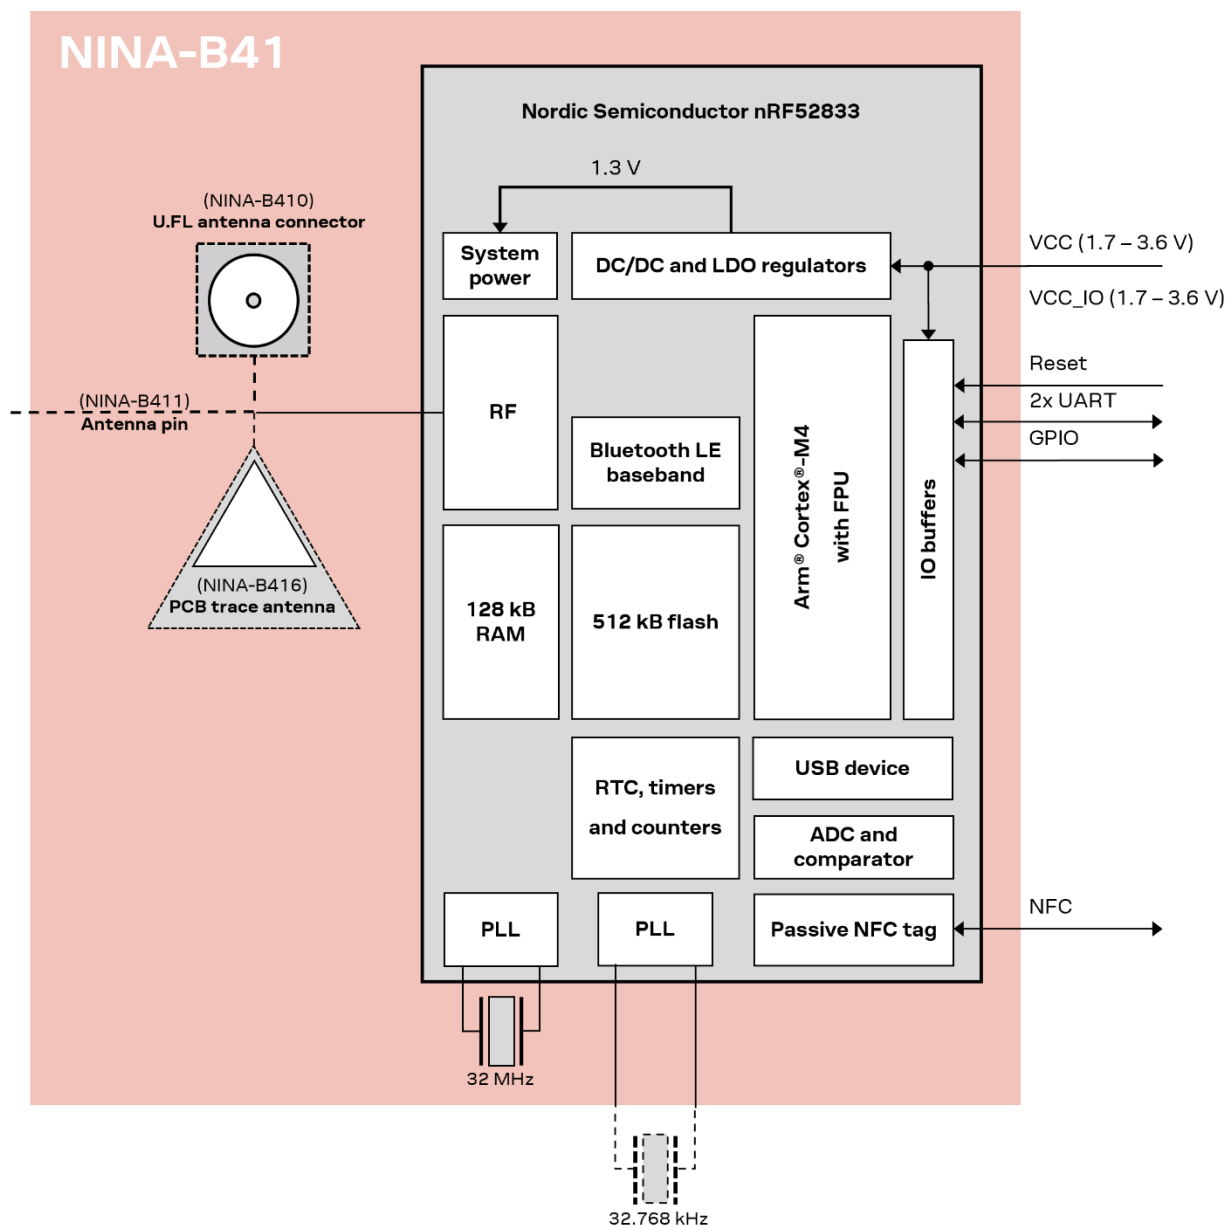 NINA-B41
Nordic Semiconductor nRF52833
1.3 V
(NINA-B410)
U.FL antenna connector
System
power
DC/DC and LDO regulators
VCC (1.7 – 3.6 V)
VCC_IO (1.7 – 3.6 V)
Reset
2x UART
GPIO
(NINA-B411)
Antenna pin
RF
Bluetooth LE
baseband
Arm® Cortex®-M4
with FPU
IO buffers
(NINA-B416)
PCB trace antenna
128 kB
RAM
512 kB flash
RTC, timers
and counters
USB device
ADC and
comparator
PLL
PLL
Passive NFC tag
NFC
32 MHz
32.768 kHz